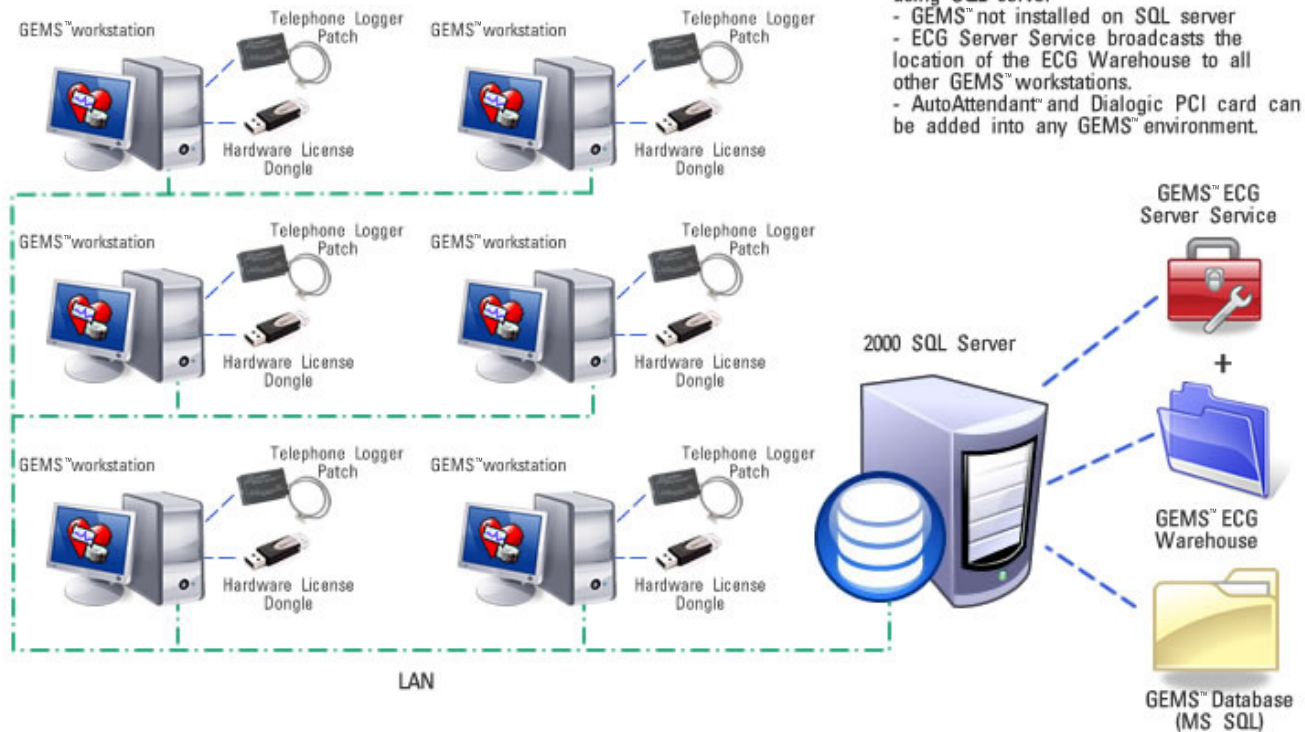 GEMS™ workstation
Telephone Logger
Patch
Hardware License
Dongle
GEMS™ workstation
Telephone Logger
Patch
Hardware License
Dongle
using SQL server
- GEMS™ not installed on SQL server
- ECG Server Service broadcasts the
location of the ECG Warehouse to all
other GEMS™ workstations.
- AutoAttendant™ and Dialogic PCI card can
be added into any GEMS™ environment.
GEMS™ workstation
Telephone Logger
Patch
Hardware License
Dongle
GEMS™ workstation
Telephone Logger
Patch
Hardware License
Dongle
GEMS™ workstation
Telephone Logger
Patch
Hardware License
Dongle
GEMS™ workstation
Telephone Logger
Patch
Hardware License
Dongle
LAN
2000 SQL Server
GEMS™ ECG
Server Service
+
GEMS™ ECG
Warehouse
GEMS™ Database
(MS SQL)